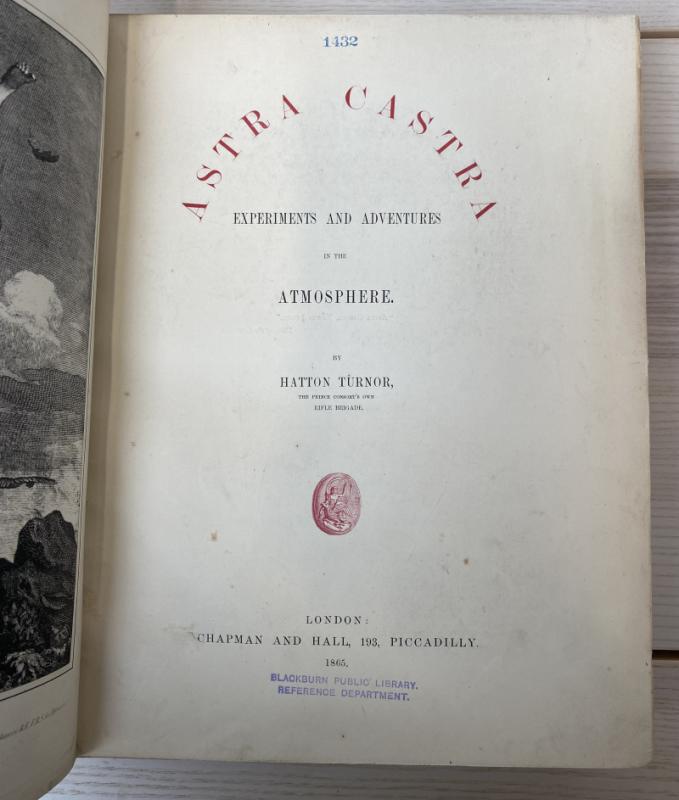 1432
ASTRA CASTRA
EXPERIMENTS AND ADVENTURES
IN THE
ATMOSPHERE.
BY
HATTON TURNOR,
THE PRINCE CONSORT'S OWN
RIFLE BRIGADE.
LONDON:
CHAPMAN AND HALL, 193, PICCADILLY.
1865.
BLACKBURN PUBLIC LIBRARY.
REFERENCE DEPARTMENT.